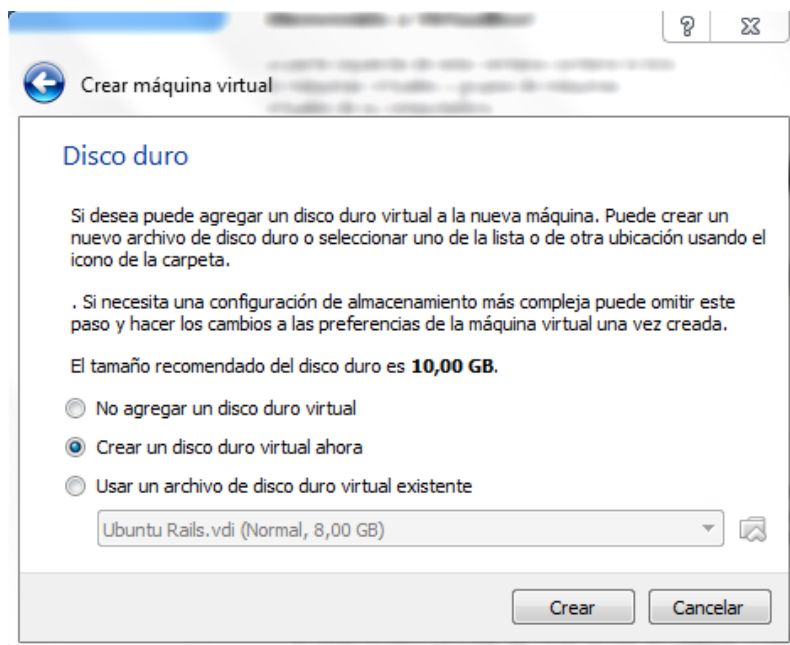 Crear máquina virtual
Disco duro
Si desea puede agregar un disco duro virtual a la nueva máquina. Puede crear un
nuevo archivo de disco duro o seleccionar uno de la lista o de otra ubicación usando el
icono de la carpeta.
. Si necesita una configuración de almacenamiento más compleja puede omitir este
paso y hacer los cambios a las preferencias de la máquina virtual una vez creada.
El tamaño recomendado del disco duro es 10,00 GB.
No agregar un disco duro virtual
Crear un disco duro virtual ahora
Usar un archivo de disco duro virtual existente
Ubuntu Rails.vdi (Normal, 8,00 GB)
Crear
Cancelar